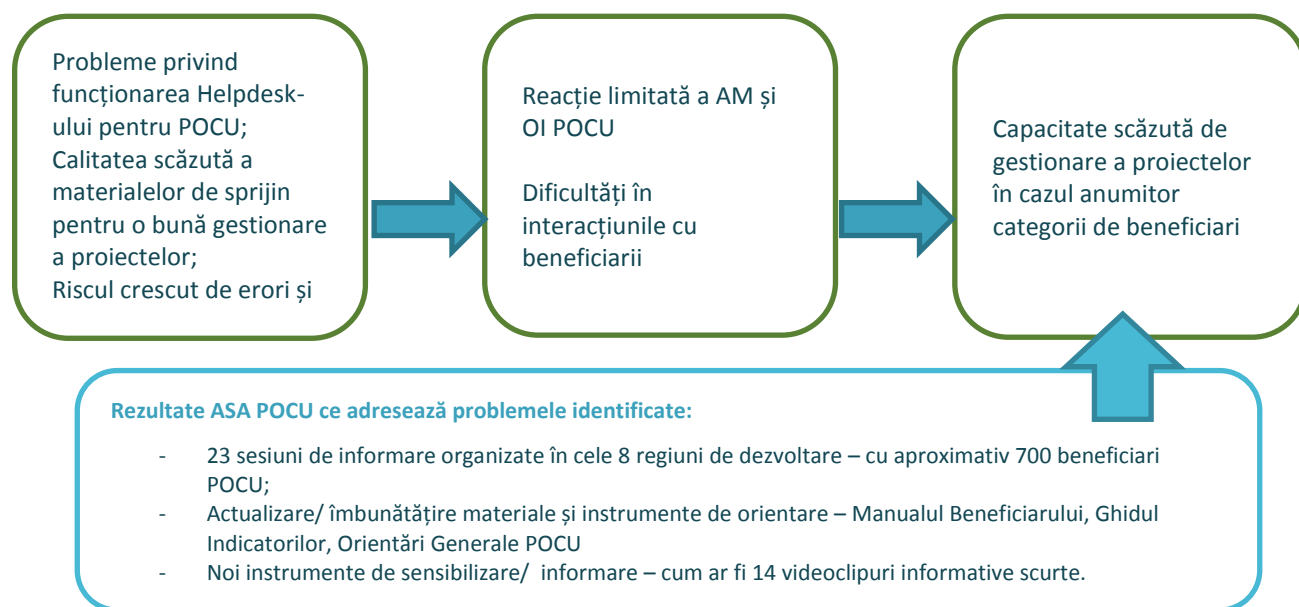 Probleme privind
funcționarea Helpdesk-
ului pentru POCU;
Calitatea scăzută a
materialelor de sprijin
pentru o bună gestionare
a proiectelor;
Riscul crescut de erori și
Reacție limitată a AM și
OI POCU
Dificultăți în
interacțiunile cu
beneficiarii
Capacitate scăzută de
gestionare a proiectelor
în cazul anumitor
categorii de beneficiari
Rezultate ASA POCU ce adresează problemele identificate:
- 23 sesiuni de informare organizate în cele 8 regiuni de dezvoltare – cu aproximativ 700 beneficiari
POCU;
- Actualizare/ îmbunătățire materiale și instrumente de orientare – Manualul Beneficiarului, Ghidul
Indicatorilor, Orientări Generale POCU
- Noi instrumente de sensibilizare/ informare – cum ar fi 14 videoclipuri informative scurte.